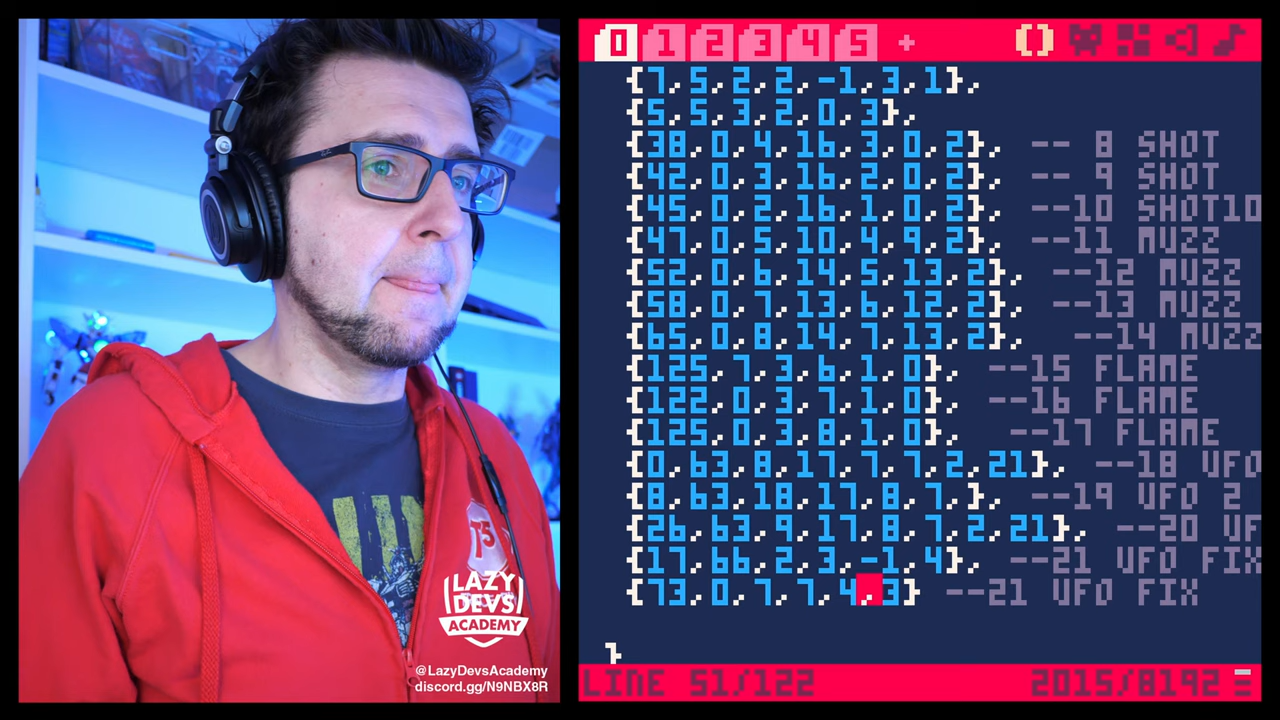 0 1 2 3 4 5 +
{7,5,2,2,-1,3,1},
{5,5,3,2,0,3},
{38,0,4,16,3,0,2}, -- 8 SHOT
{42,0,3,16,2,0,2}, -- 9 SHOT
{45,0,2,16,1,0,2}, --10 SHOT10
{47,0,5,10,4,9,2}, --11 MUZZ
{52,0,6,14,5,13,2}, --12 MUZZ
{58,0,7,13,6,12,2}, --13 MUZZ
{65,0,8,14,7,13,2}, --14 MUZZ
{125,7,3,6,1,0}, --15 FLAME
{122,0,3,7,1,0}, --16 FLAME
{125,0,3,8,1,0}, --17 FLAME
{0,63,8,17,7,7,2,21}, --18 UFO
{8,63,18,17,8,7,}, --19 UFO 2
{26,63,9,17,8,7,2,21}, --20 UF
{17,66,2,3,-1,4}, --21 UFO FIX
{73,0,7,7,4,3} --21 UFO FIX
}
LINE 51/122 2015/8192
T5
LAZY
DEVS
ACADEMY
@LazyDevsAcademy
discord.gg/N9NBX8R